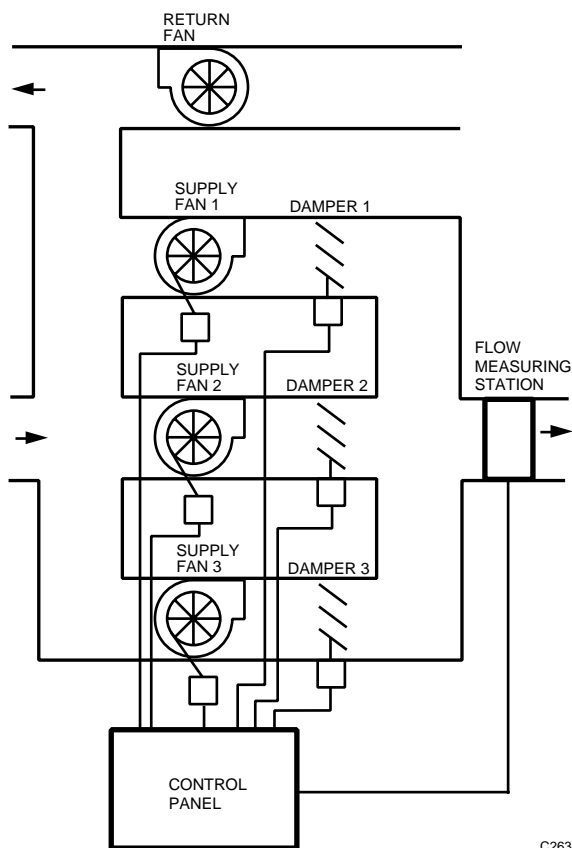 RETURN
FAN
SUPPLY
FAN 1
DAMPER 1
FLOW
MEASURING
STATION
SUPPLY
FAN 2
DAMPER 2
SUPPLY
FAN 3
DAMPER 3
CONTROL
PANEL
C263